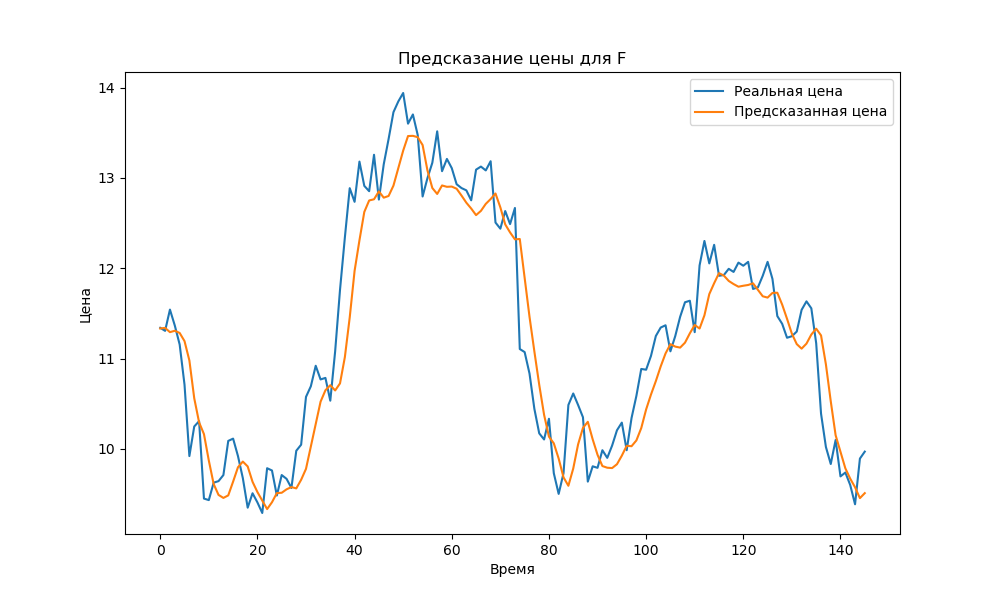 Предсказание цены для F
Реальная цена
Предсказанная цена
14
13
12
11
10
Цена
0 20 40 60 80 100 120 140
Время